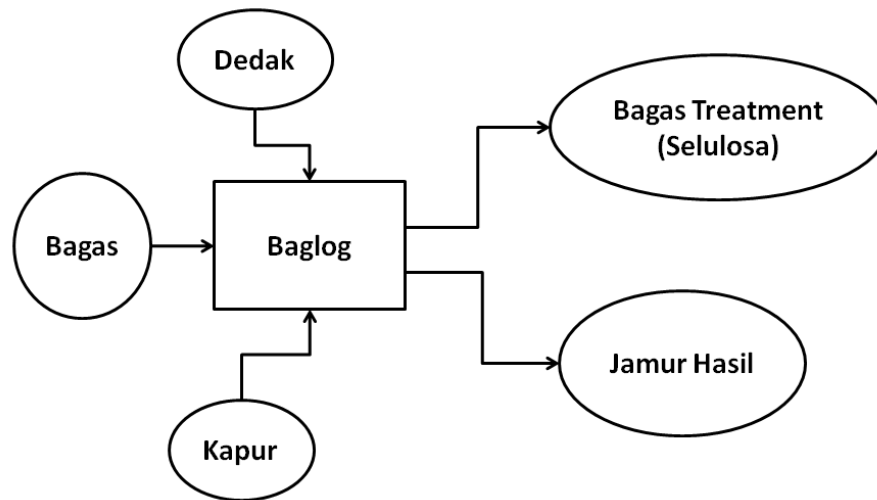 Dedak
Bagas Treatment
(Selulosa)
Bagas
Baglog
Jamur Hasil
Kapur